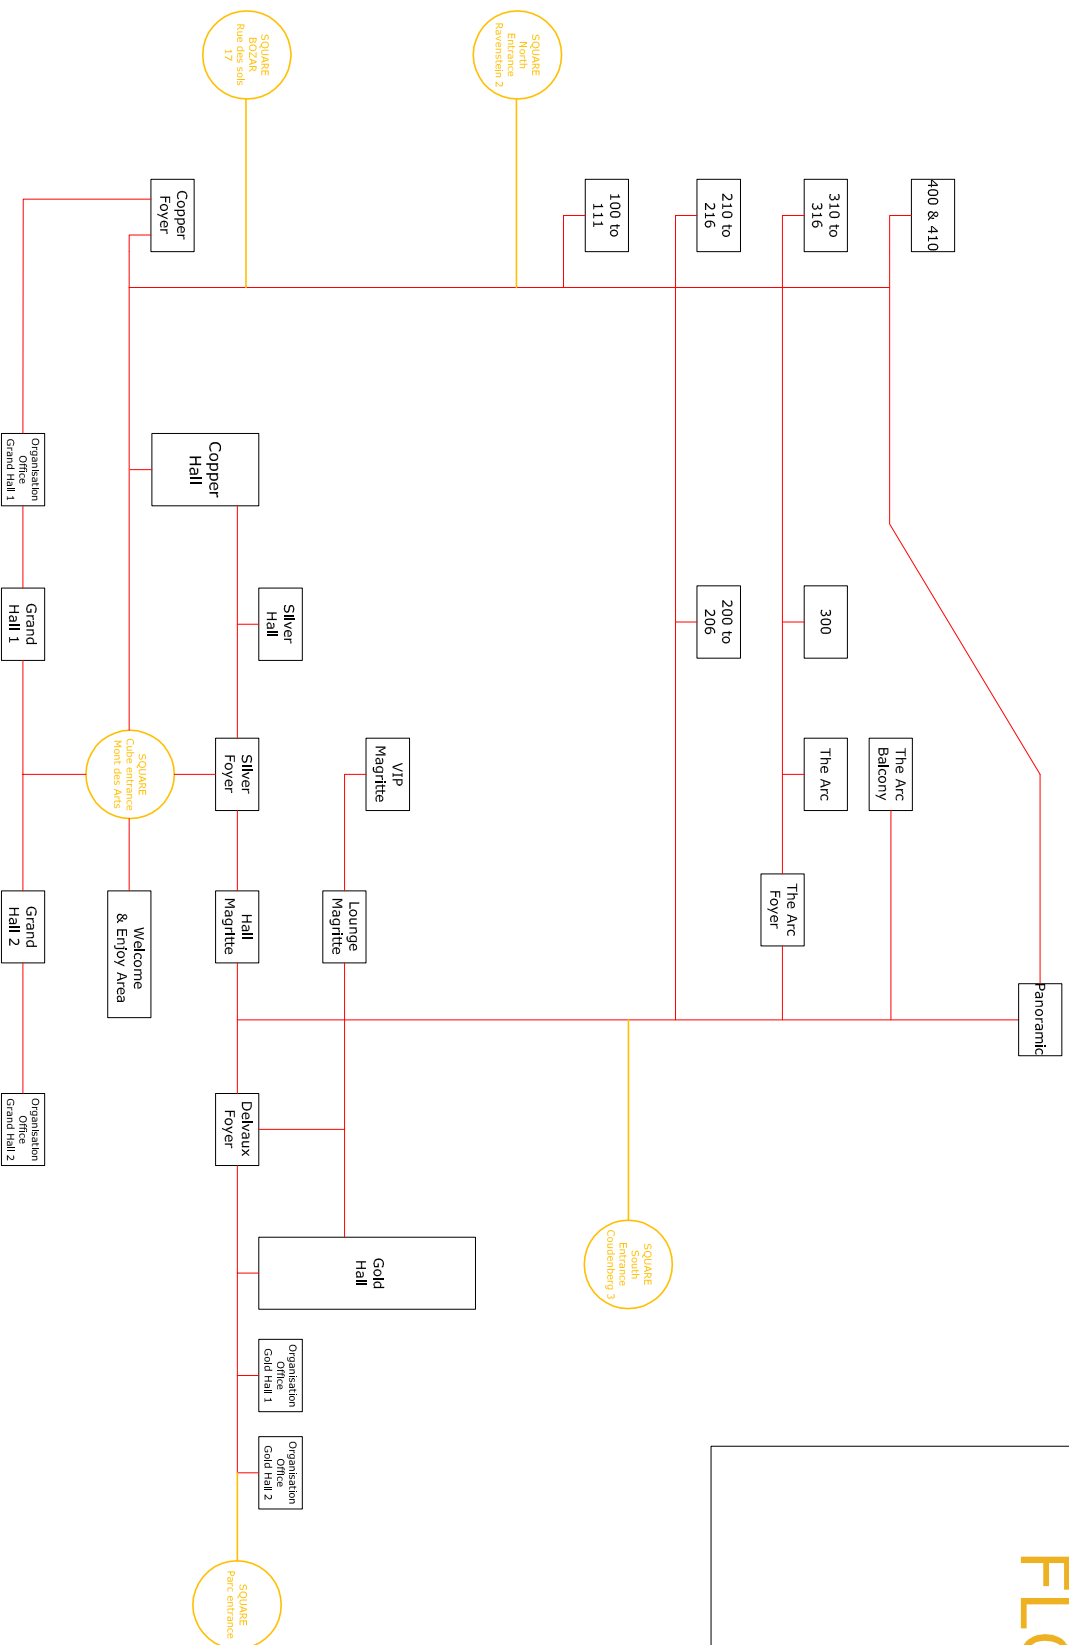 Panoramic
400 & 410
The Arc
Balcony
310 to
316
300
The Arc
The Arc
Foyer
210 to
216
200 to
206
100 to
111
SQUARE
North
Entrance
Ravenstein 2
SQUARE
South
Entrance
Coudenberg 3
SQUARE
BOZAR
Rue des sols
17
VIP
Magritte
Lounge
Magritte
Gold
Hall
Silver
Hall
Organisation
Office
Gold Hall 1
Organisation
Office
Gold Hall 2
Copper
Hall
Silver
Foyer
Hall
Magritte
Delvaux
Foyer
SQUARE
Parc entrance
Copper
Foyer
SQUARE
Cube entrance
Mont des Arts
Welcome
& Enjoy Area
Organisation
Office
Grand Hall 1
Grand
Hall 1
Grand
Hall 2
Organisation
Office
Grand Hall 2